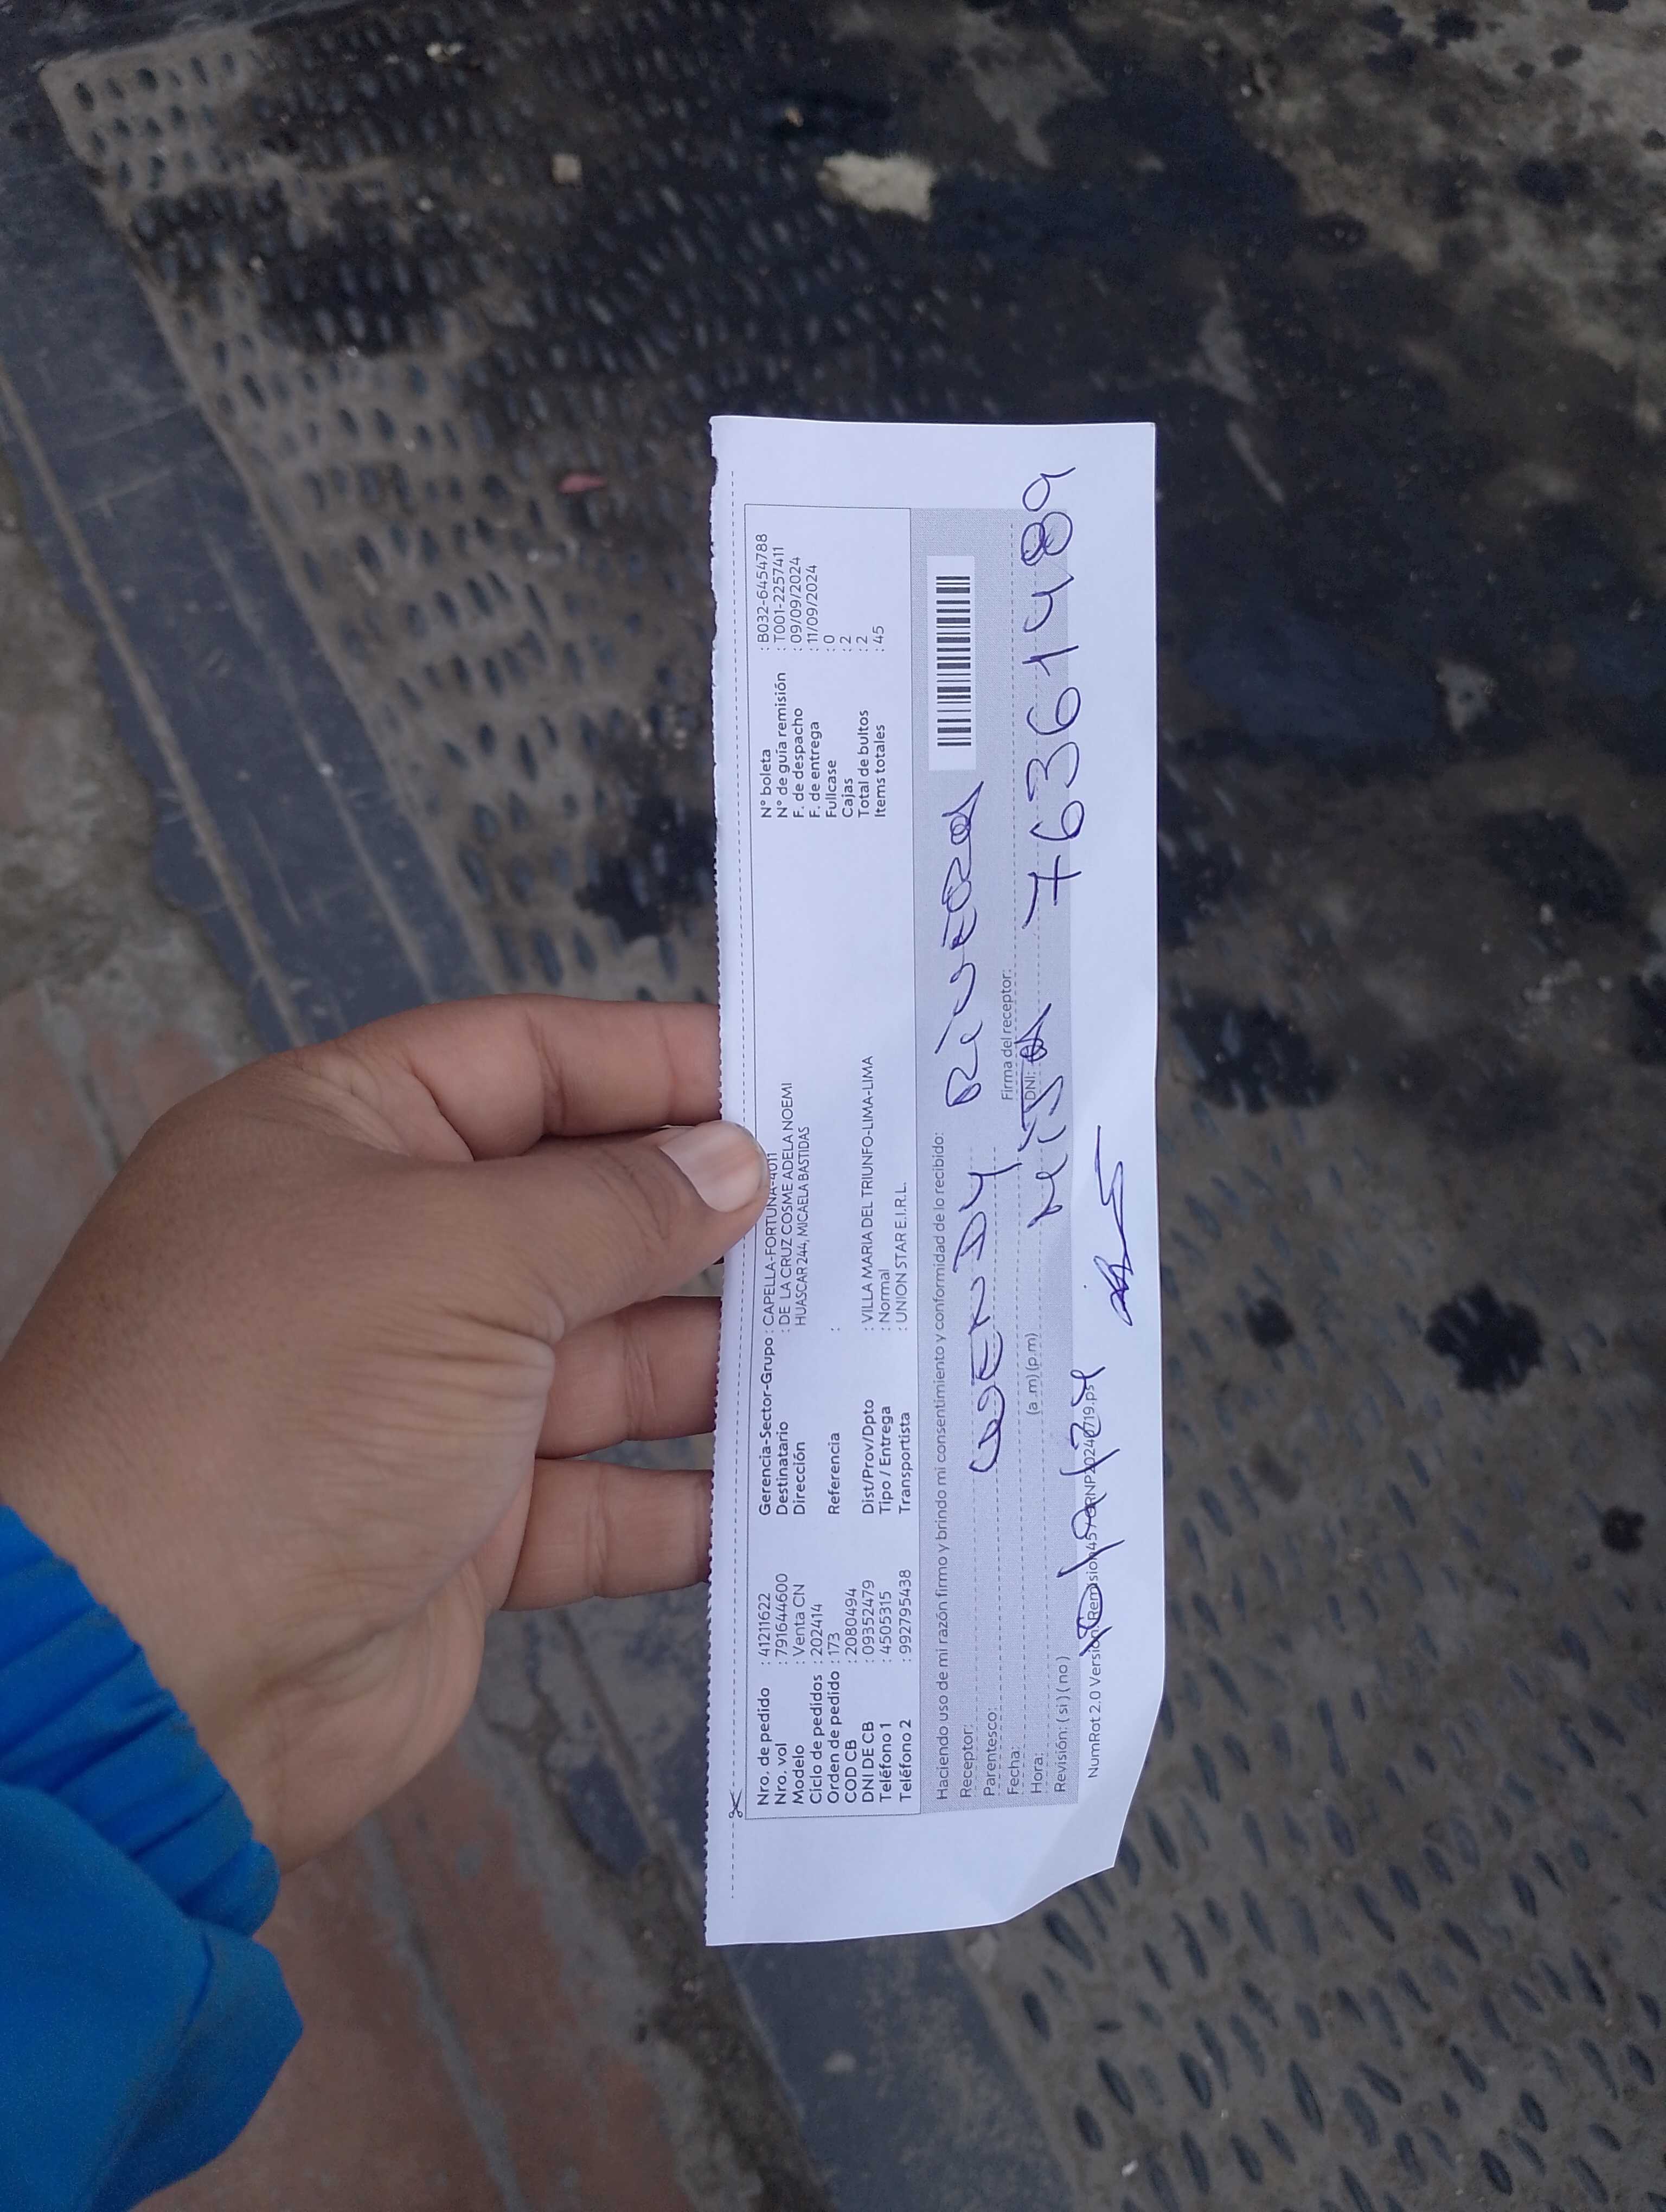 Nro. de pedido : 41211622
Nro. vol : 791644600
Modelo : Venta CN
Ciclo de pedidos : 202414
Orden de pedido : 173
COD CB : 2080494
DNI DE CB : 09352479
Teléfono 1 : 4505315
Teléfono 2 : 992795438
Gerencia-Sector-Grupo : CAPELLA-FORTUNA-4011
Destinatario : DE LA CRUZ COSME ADELA NOEMI
Dirección HUASCAR 244, MICAELA BASTIDAS
Referencia :
Dist/Prov/Dpto : VILLA MARIA DEL TRIUNFO-LIMA-LIMA
Tipo / Entrega : Normal
Transportista : UNION STAR E.I.R.L.
N° boleta : B032-6454788
N° de guía remisión : T001-2257411
F. de despacho : 09/09/2024
F. de entrega : 11/09/2024
Fullcase : 0
Cajas : 2
Total de bultos : 2
Items totales : 45
Haciendo uso de mi razón firmo y brindo mi consentimiento y conformidad de lo recibido:
Receptor: WENDY Rivera
Parentesco:
Fecha: Firma del receptor:
Hora: (a.m) (p.m) DNI: 76361489
Revisión: ( si ) ( no )
NumRot 2.0